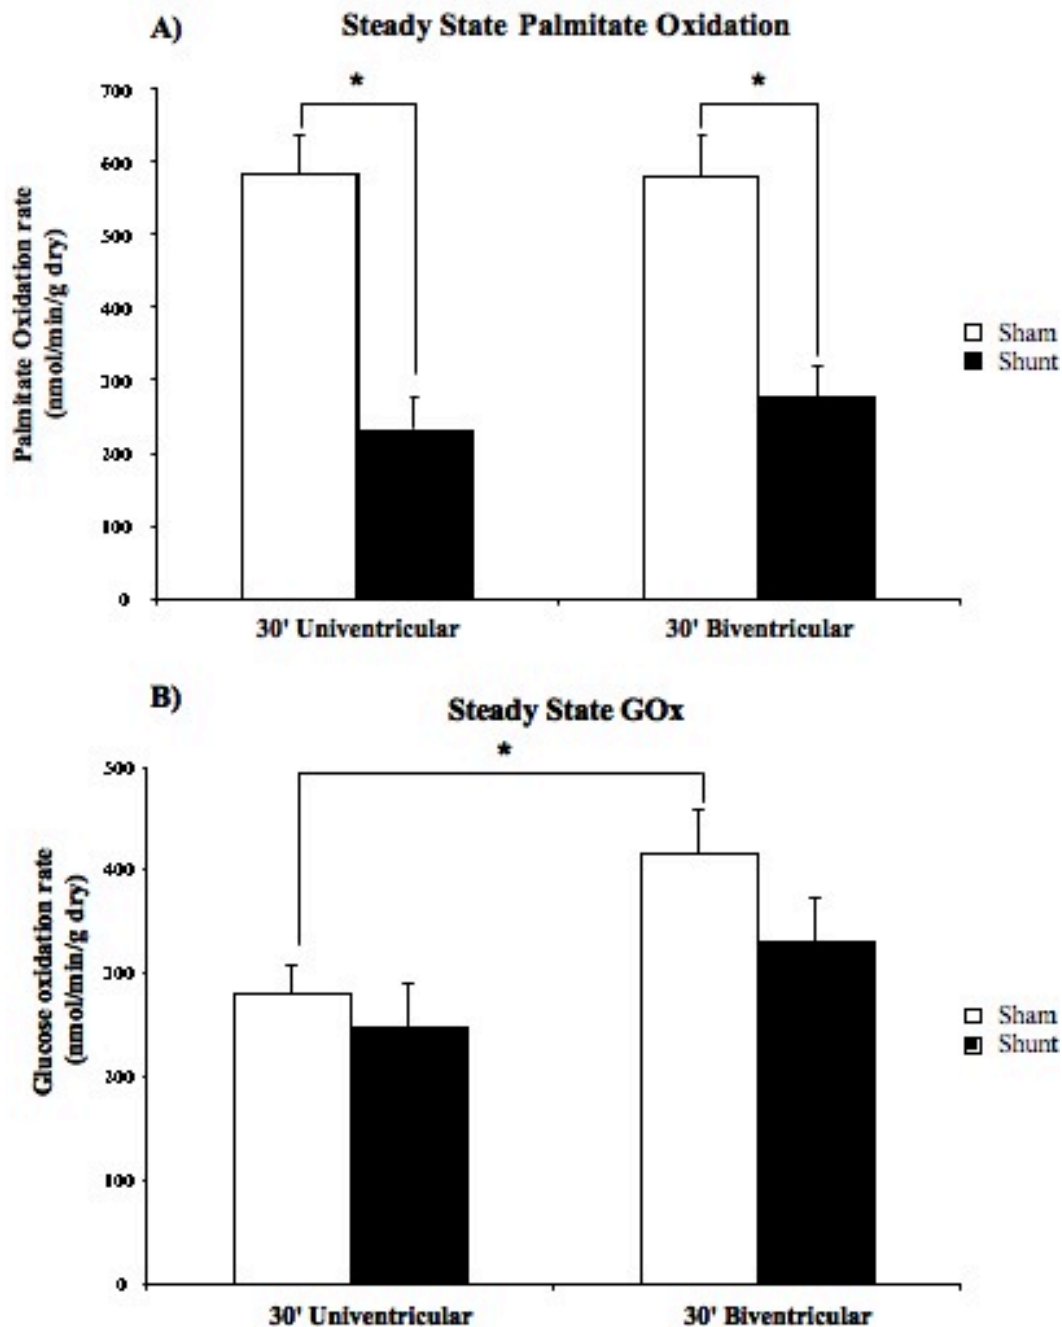 A)
Steady State Palmitate Oxidation
*
*
700
600
500
400
300
200
100
0
Palmitate Oxidation rate
(nmol/min/g dry)
Sham
Shunt
30' Univentricular
30' Biventricular
B)
Steady State GOx
*
500
400
300
200
100
0
Glucose oxidation rate
(nmol/min/g dry)
Sham
Shunt
30' Univentricular
30' Biventricular